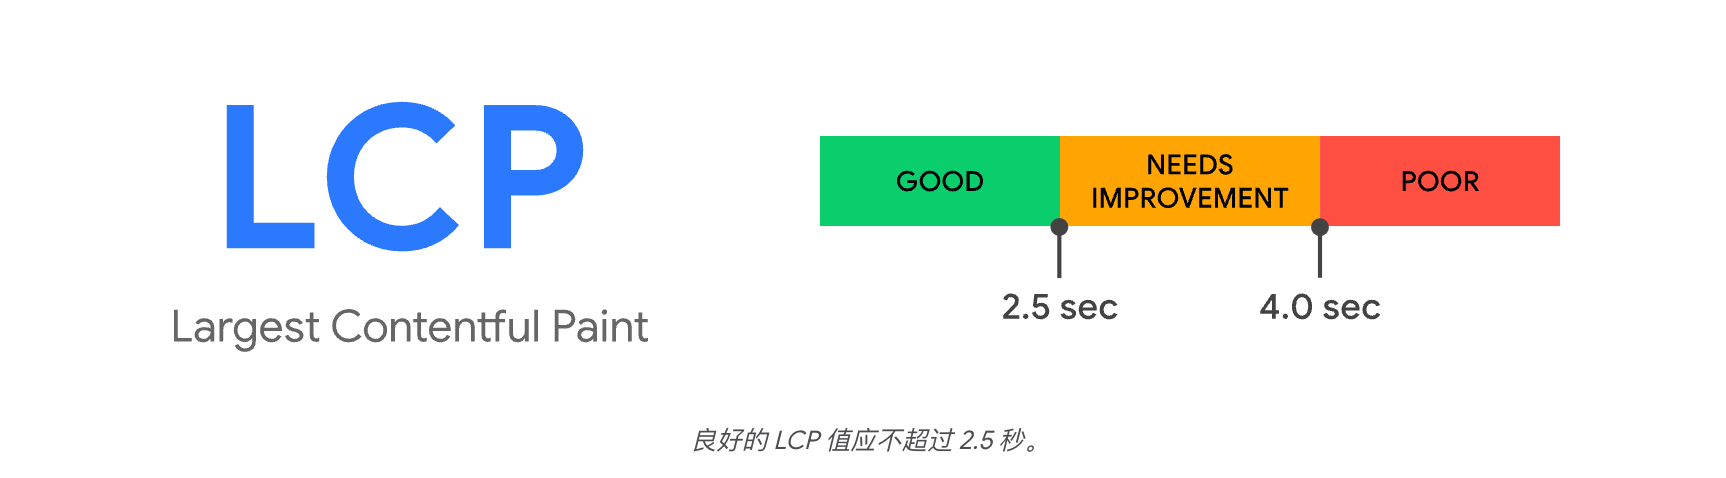 LCP
Largest Contentful Paint
GOOD
NEEDS
IMPROVEMENT
POOR
2.5 sec
4.0 sec
良好的 LCP 值应不超过 2.5 秒。